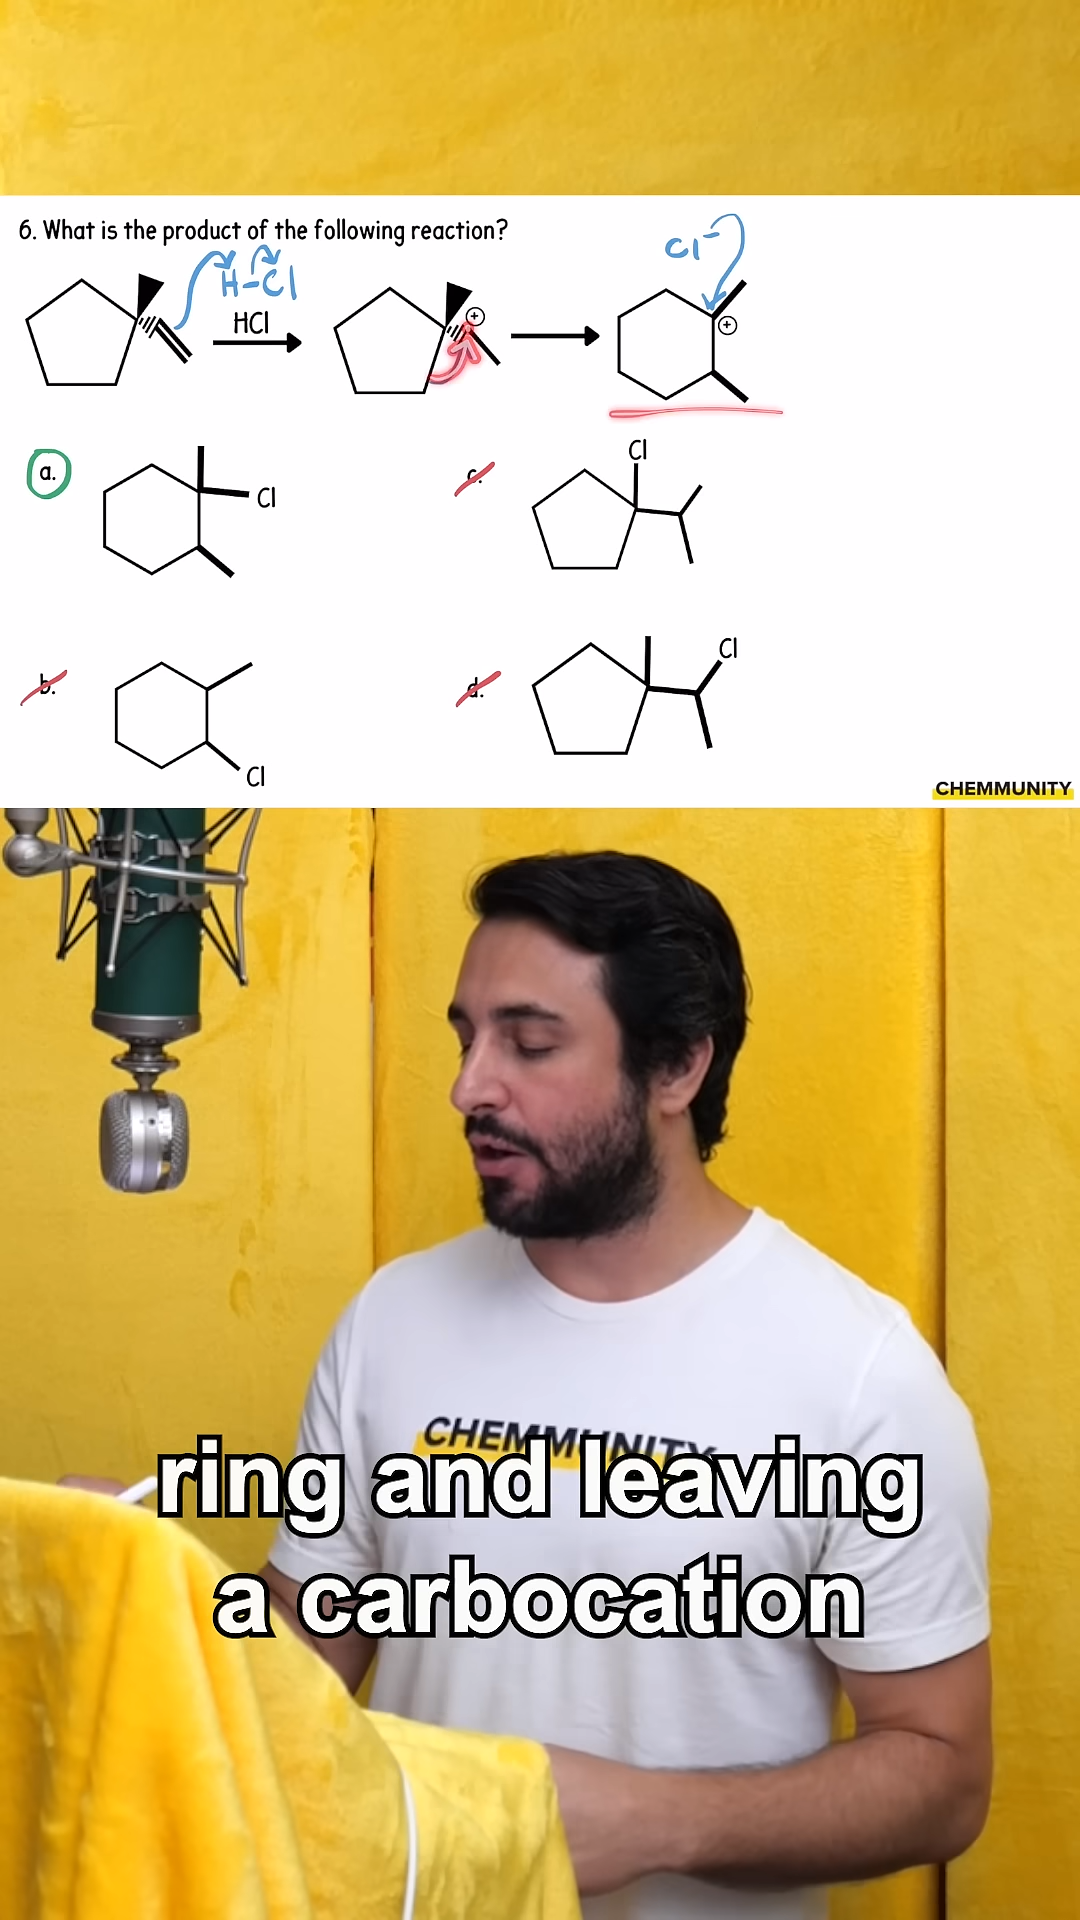 6. What is the product of the following reaction?
Cl⁻
H-Cl
HCl
+
+
a.
Cl
c.
Cl
b.
Cl
d.
Cl
CHEMMUNITY
CHEMMUNITY
ring and leaving
a carbocation